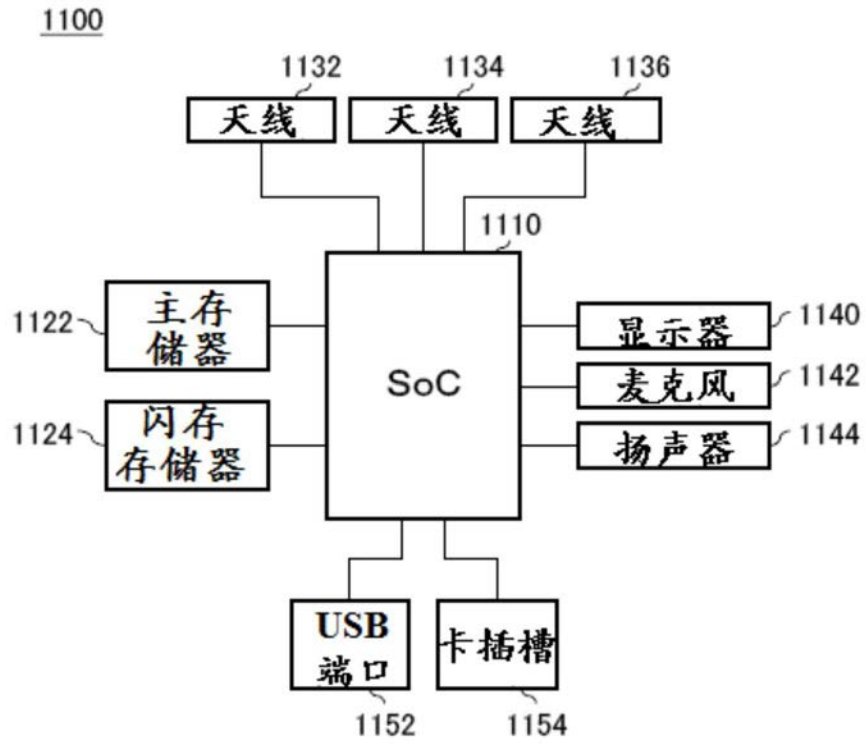 1100
1132
1134
1136
天线
天线
天线
1110
1122
主存
储器
SoC
显示器
1140
麦克风
1142
1124
闪存
存储器
扬声器
1144
USB
端口
卡插槽
1152
1154